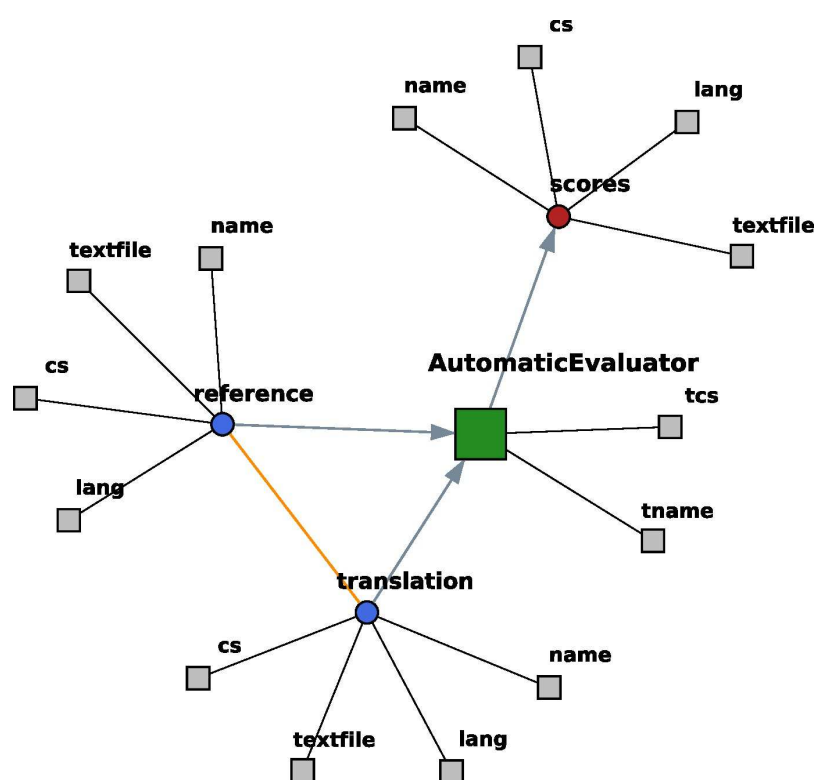 cs
name
lang
scores
textfile
name
textfile
AutomaticEvaluator
cs
reference
tcs
lang
tname
translation
cs
name
textfile
lang